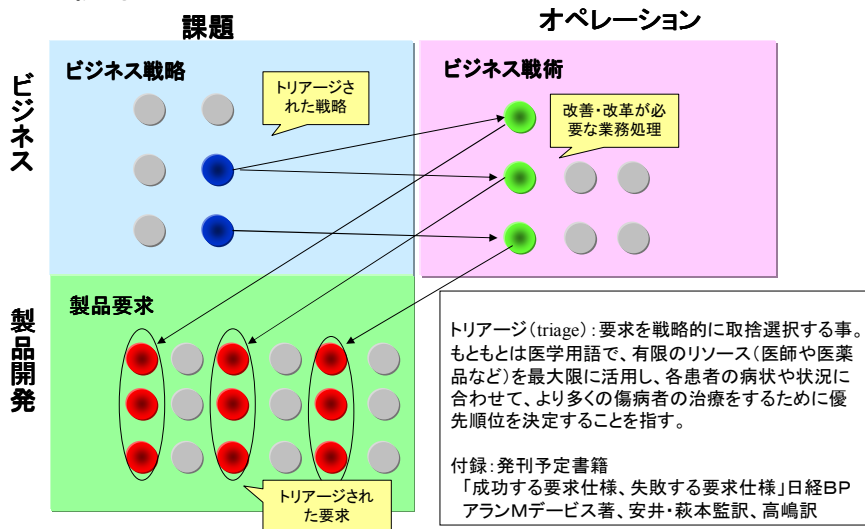 課題
オペレーション
ビジネス
ビジネス戦略
トリアージさ
れた戦略
ビジネス戦術
改善・改革が必
要な業務処理
製品開発
製品要求
トリアージされ
た要求
トリアージ(triage):要求を戦略的に取捨選択する事。
もともとは医学用語で、有限のリソース(医師や医薬
品など)を最大限に活用し、各患者の病状や状況に
合わせて、より多くの傷病者の治療をするために優
先順位を決定することを指す。
付録:発刊予定書籍
「成功する要求仕様、失敗する要求仕様」日経BP
アランMデービス著、安井・萩本監訳、高嶋訳